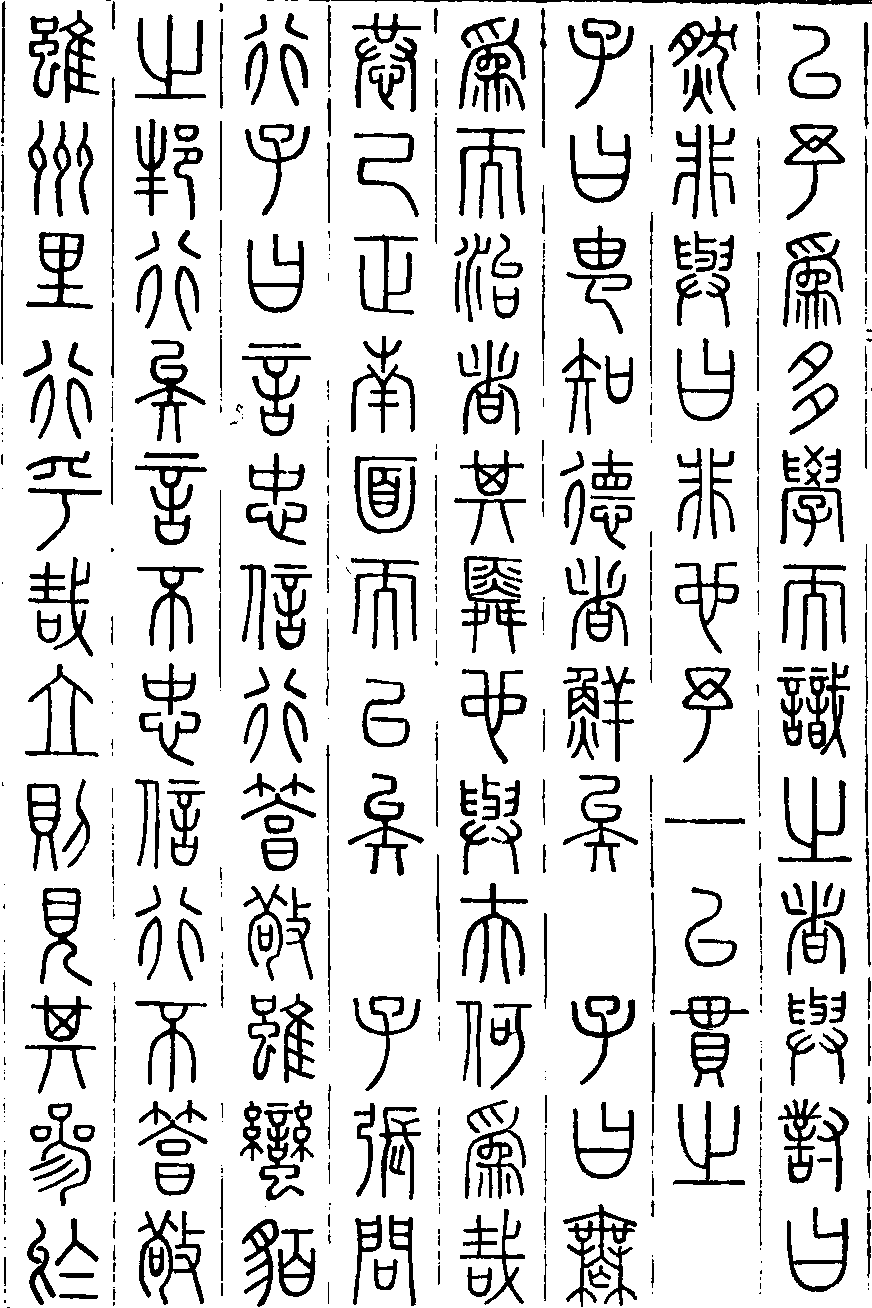 以予爲多學而識之者與對曰
然非與曰非也予一以貫之
子曰由知德者鮮矣　子曰無
爲而治者其舜也與夫何爲哉
恭己正南面而已矣　子張問
行子曰言忠信行篤敬雖蠻貊
之邦行矣言不忠信行不篤敬
雖州里行乎哉立則見其參於